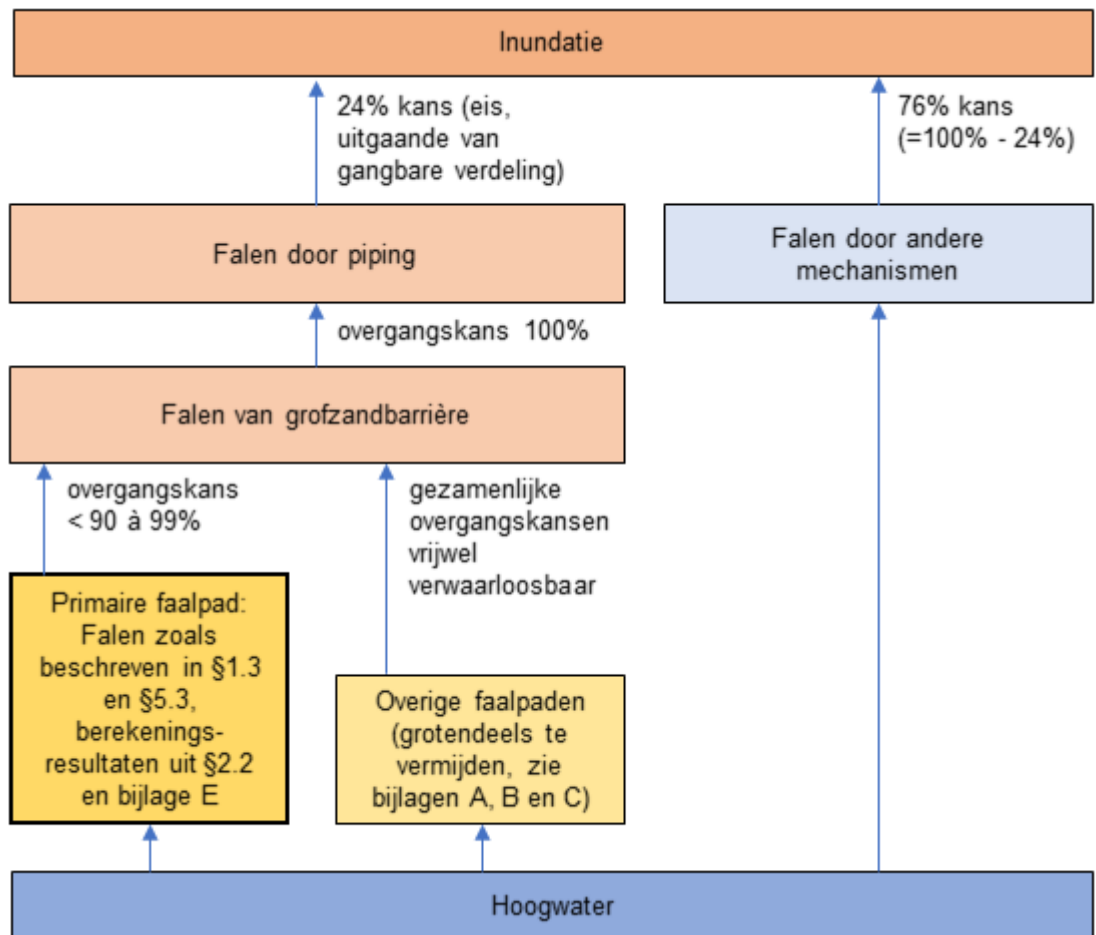 Inundatie
24% kans (eis,
uitgaande van
gangbare verdeling)
76% kans
(=100% - 24%)
Falen door piping
Falen door andere
mechanismen
overgangskans 100%
Falen van grofzandbarrière
overgangskans
< 90 à 99%
gezamenlijke
overgangskansen
vrijwel
verwaarloosbaar
Primaire faalpad:
Falen zoals
beschreven in §1.3
en §5.3,
berekenings-
resultaten uit §2.2
en bijlage E
Overige faalpaden
(grotendeels te
vermijden, zie
bijlagen A, B en C)
Hoogwater